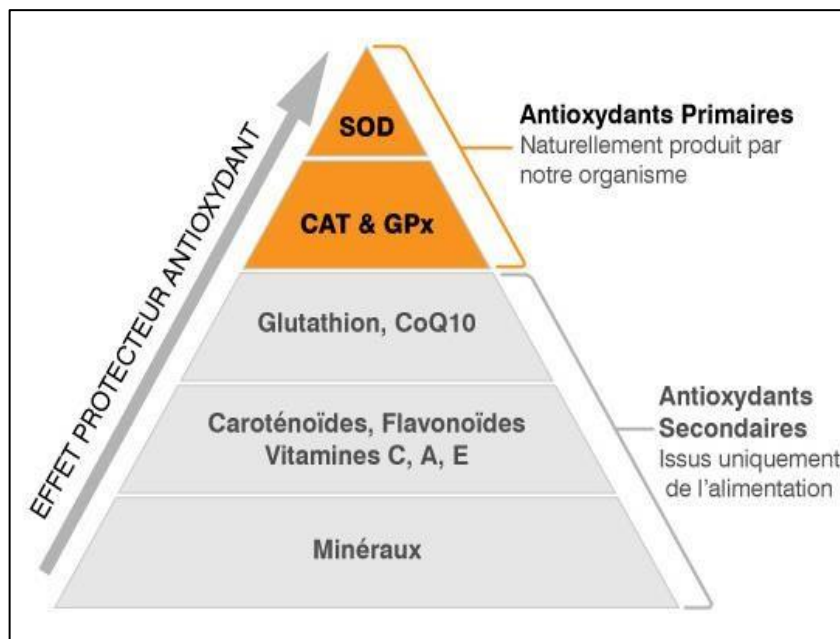 EFFET PROTECTEUR ANTIOXYDANT
SOD
CAT & GPx
Glutathion, CoQ10
Caroténoïdes, Flavonoïdes
Vitamines C, A, E
Minéraux
Antioxydants Primaires
Naturellement produit par
notre organisme
Antioxydants
Secondaires
Issus uniquement
de l'alimentation